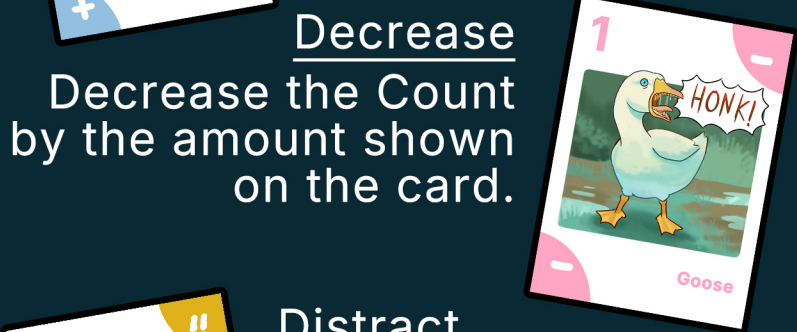 +
Decrease
Decrease the Count
by the amount shown
on the card.
1
-
HONK!
-
Goose
"
Distract